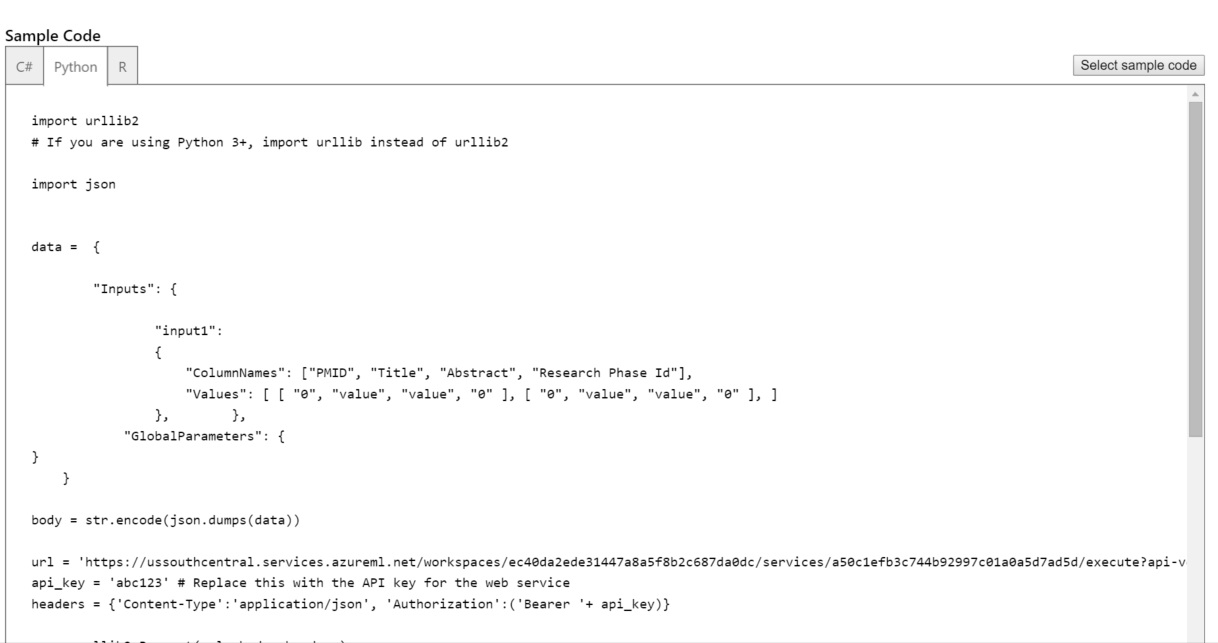 Sample Code
C# Python R Select sample code
import urllib2
# If you are using Python 3+, import urllib instead of urllib2
import json
data =  {
"Inputs": {
"input1":
{
"ColumnNames": ["PMID", "Title", "Abstract", "Research Phase Id"],
"Values": [ [ "0", "value", "value", "0" ], [ "0", "value", "value", "0" ], ]
},        },
"GlobalParameters": {
}
}
body = str.encode(json.dumps(data))
url = 'https://ussouthcentral.services.azureml.net/workspaces/ec40da2ede31447a8a5f8b2c687da0dc/services/a50c1efb3c744b92997c01a0a5d7ad5d/execute?api-v
api_key = 'abc123' # Replace this with the API key for the web service
headers = {'Content-Type':'application/json', 'Authorization':('Bearer '+ api_key)}